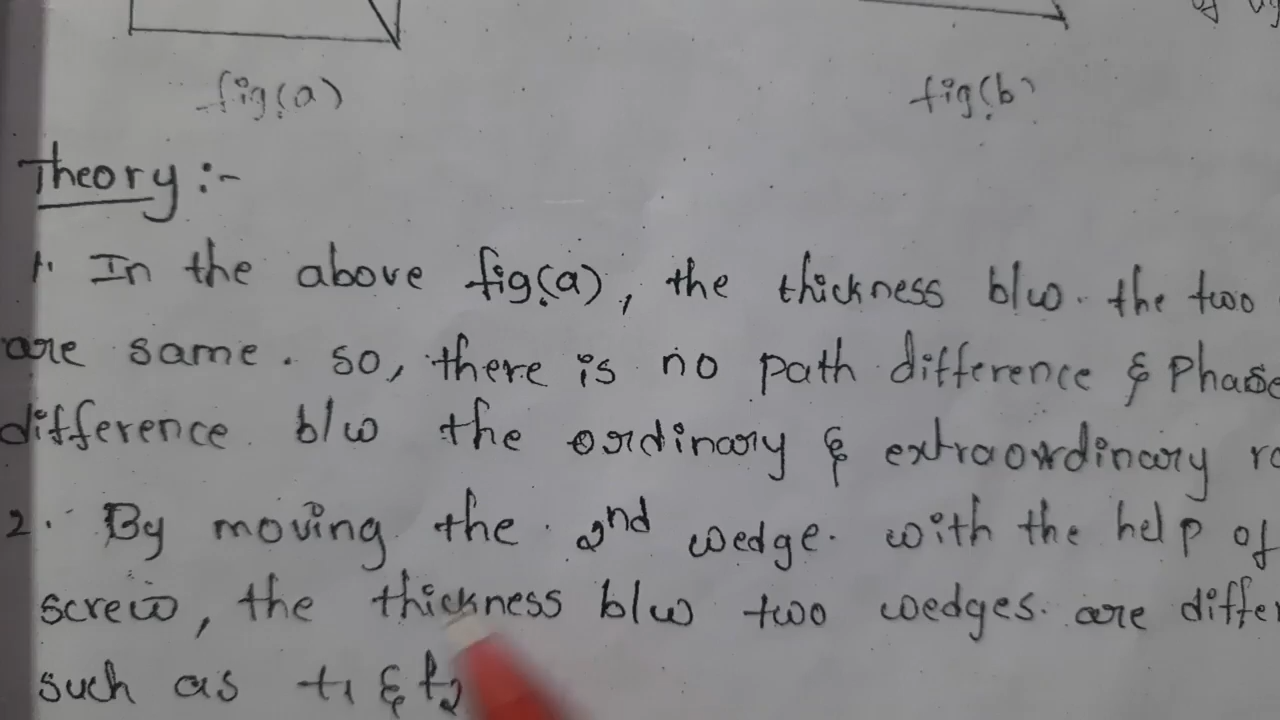 fig(a) fig(b)
Theory :-
1. In the above fig(a), the thickness b/w. the two
are same. so, there is no path difference & Phase
difference b/w the ordinary & extraordinary
2. By moving the 2nd wedge. with the help of
screw, the thickness b/w two wedges. are differ
such as t1 & t2